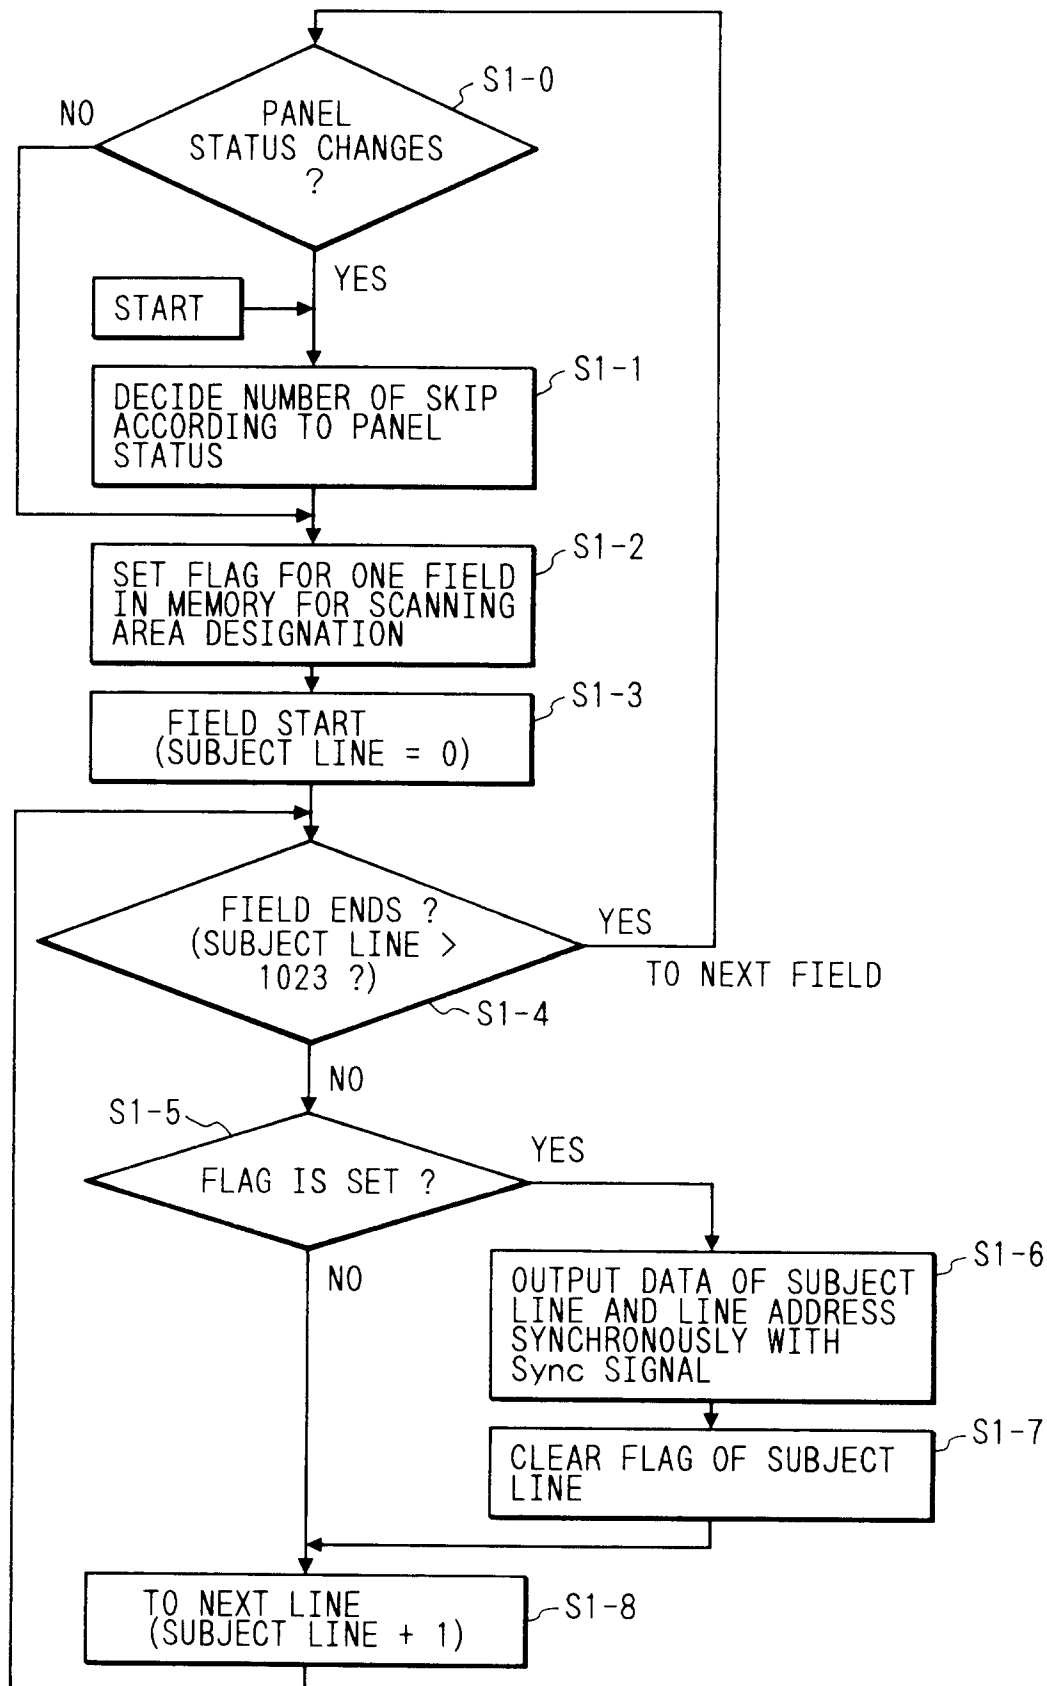 S1-0
NO
PANEL
STATUS CHANGES
?
YES
START
S1-1
DECIDE NUMBER OF SKIP
ACCORDING TO PANEL
STATUS
S1-2
SET FLAG FOR ONE FIELD
IN MEMORY FOR SCANNING
AREA DESIGNATION
S1-3
FIELD START
(SUBJECT LINE = 0)
FIELD ENDS ?
(SUBJECT LINE >
1023 ?)
YES
TO NEXT FIELD
S1-4
NO
S1-5
FLAG IS SET ?
YES
NO
S1-6
OUTPUT DATA OF SUBJECT
LINE AND LINE ADDRESS
SYNCHRONOUSLY WITH
Sync SIGNAL
S1-7
CLEAR FLAG OF SUBJECT
LINE
TO NEXT LINE
(SUBJECT LINE + 1)
S1-8